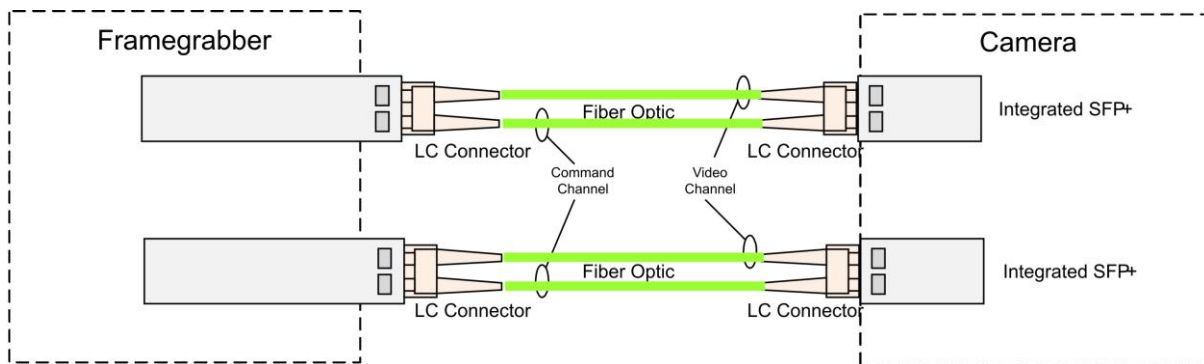 Framegrabber
Camera
Integrated SFP+
Fiber Optic
LC Connector
LC Connector
Command
Channel
Video
Channel
Integrated SFP+
Fiber Optic
LC Connector
LC Connector